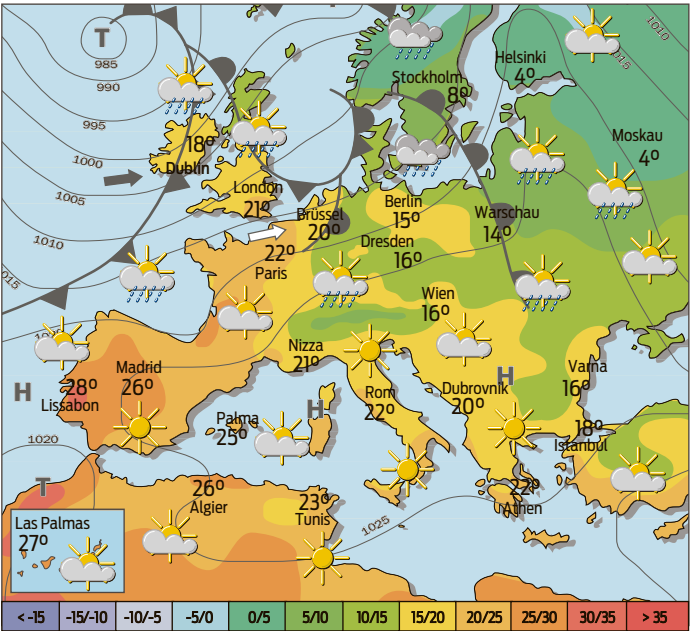 T
985
990
995
1000
1005
1010
1010
1015
Helsinki
4°
Stockholm
8°
Moskau
4°
18°
Dublin
London
21°
Brüssel
20°
Berlin
15°
Warschau
14°
Dresden
16°
22°
Paris
Wien
16°
Nizza
21°
Madrid
26°
H
28°
Lissabon
Rom
22°
Dubrovnik
20°
H
Varna
16°
Palma
25°
H
18°
Istanbul
1020
T
26°
Algier
23°
Tunis
22°
Athen
1025
Las Palmas
27°
< -15 -15/-10 -10/-5 -5/0 0/5 5/10 10/15 15/20 20/25 25/30 30/35 > 35